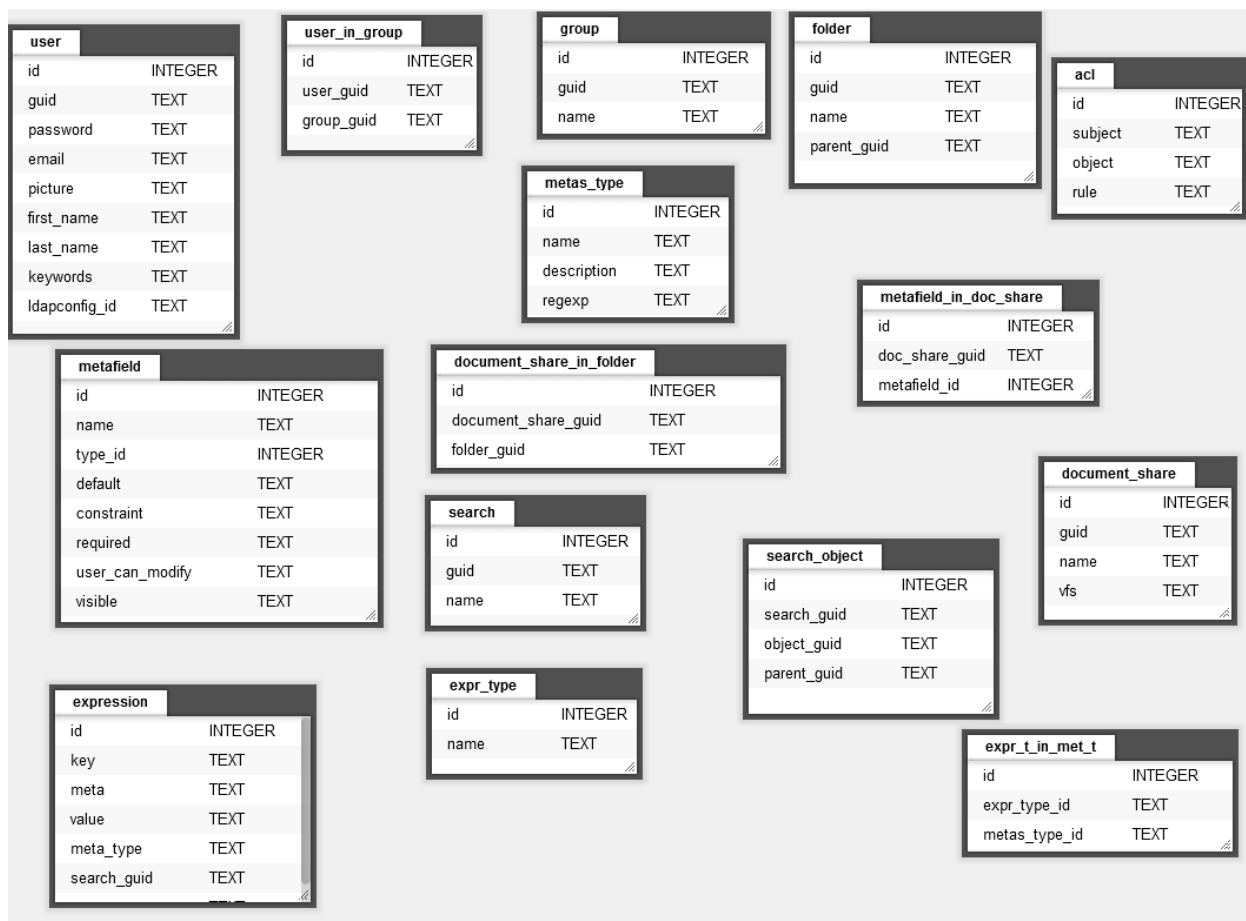 user
id INTEGER
guid TEXT
password TEXT
email TEXT
picture TEXT
first_name TEXT
last_name TEXT
keywords TEXT
ldapconfig_id TEXT
user_in_group
id INTEGER
user_guid TEXT
group_guid TEXT
group
id INTEGER
guid TEXT
name TEXT
folder
id INTEGER
guid TEXT
name TEXT
parent_guid TEXT
acl
id INTEGER
subject TEXT
object TEXT
rule TEXT
metas_type
id INTEGER
name TEXT
description TEXT
regexp TEXT
metafield_in_doc_share
id INTEGER
doc_share_guid TEXT
metafield_id INTEGER
metafield
id INTEGER
name TEXT
type_id INTEGER
default TEXT
constraint TEXT
required TEXT
user_can_modify TEXT
visible TEXT
document_share_in_folder
id INTEGER
document_share_guid TEXT
folder_guid TEXT
document_share
id INTEGER
guid TEXT
name TEXT
vfs TEXT
search
id INTEGER
guid TEXT
name TEXT
search_object
id INTEGER
search_guid TEXT
object_guid TEXT
parent_guid TEXT
expr_type
id INTEGER
name TEXT
expression
id INTEGER
key TEXT
meta TEXT
value TEXT
meta_type TEXT
search_guid TEXT
expr_t_in_met_t
id INTEGER
expr_type_id TEXT
metas_type_id TEXT